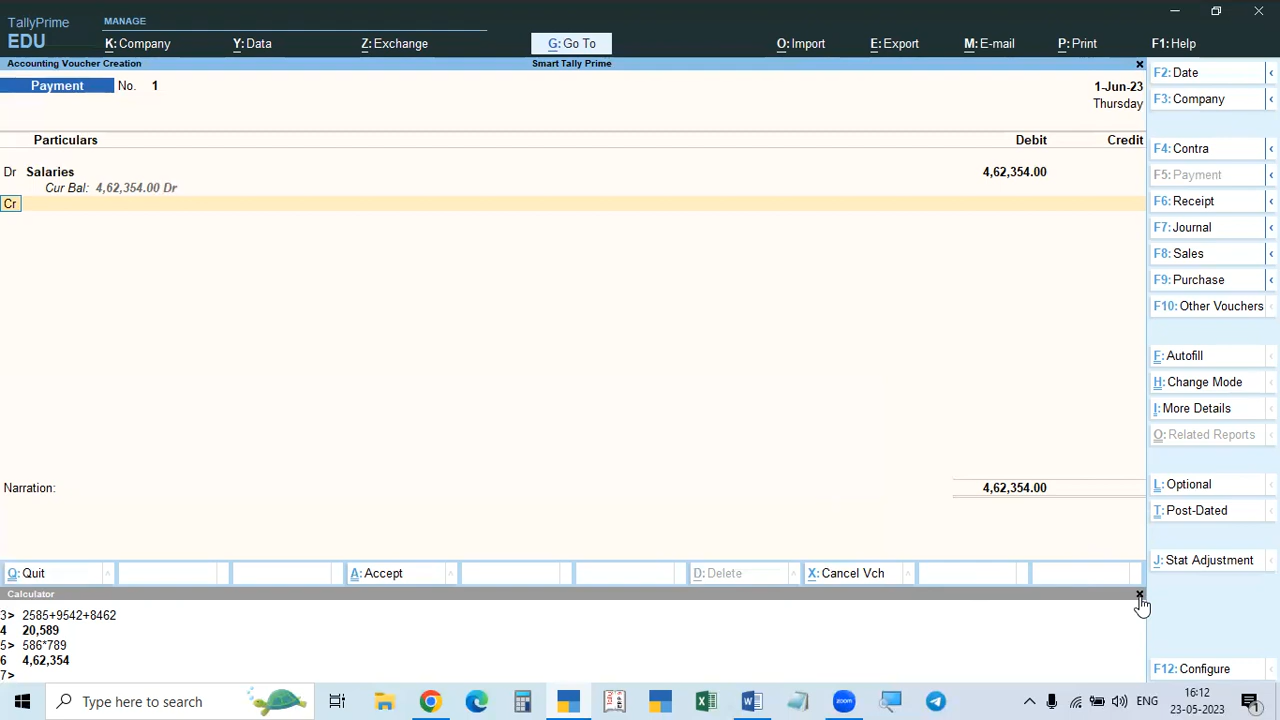 TallyPrime
EDU
MANAGE
K: Company Y: Data Z: Exchange G: Go To O: Import E: Export M: E-mail P: Print F1: Help
Accounting Voucher Creation Smart Tally Prime
Payment No. 1 1-Jun-23
Thursday
Particulars Debit Credit
Dr Salaries 4,62,354.00
Cur Bal: 4,62,354.00 Dr
Cr
Narration: 4,62,354.00
Q: Quit A: Accept D: Delete X: Cancel Vch
F2: Date
F3: Company
F4: Contra
F5: Payment
F6: Receipt
F7: Journal
F8: Sales
F9: Purchase
F10: Other Vouchers
F: Autofill
H: Change Mode
I: More Details
O: Related Reports
L: Optional
T: Post-Dated
J: Stat Adjustment
F12: Configure
Calculator
3> 2585+9542+8462
4 20,589
5> 586*789
6 4,62,354
7>
Type here to search
zoom
ENG
16:12
23-05-2023
1